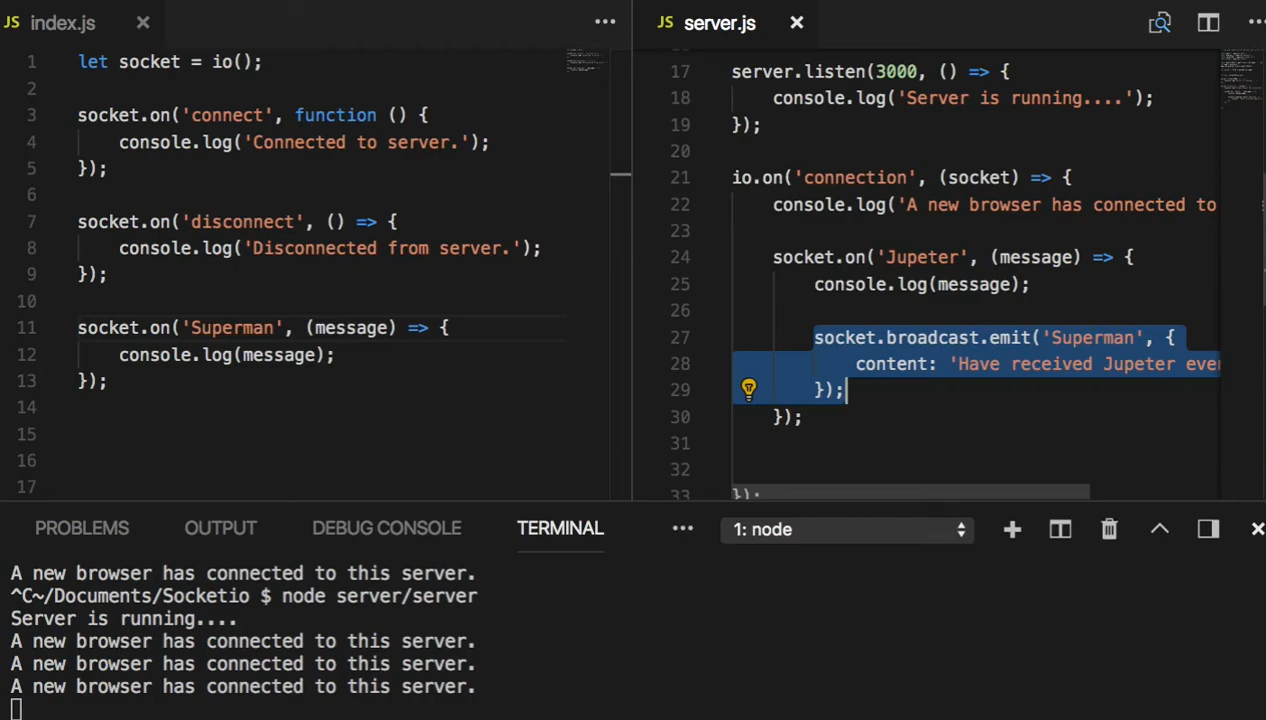 JS index.js
1 let socket = io();
2
3 socket.on('connect', function () {
4 console.log('Connected to server.');
5 });
6
7 socket.on('disconnect', () => {
8 console.log('Disconnected from server.');
9 });
10
11 socket.on('Superman', (message) => {
12 console.log(message);
13 });
14
15
16
17
JS server.js
17 server.listen(3000, () => {
18 console.log('Server is running....');
19 });
20
21 io.on('connection', (socket) => {
22 console.log('A new browser has connected to
23
24 socket.on('Jupeter', (message) => {
25 console.log(message);
26
27 socket.broadcast.emit('Superman', {
28 content: 'Have received Jupeter
29 });
30 });
31
32
33 });
PROBLEMS OUTPUT DEBUG CONSOLE TERMINAL 1: node
A new browser has connected to this server.
^C~/Documents/Socketio $ node server/server
Server is running....
A new browser has connected to this server.
A new browser has connected to this server.
A new browser has connected to this server.